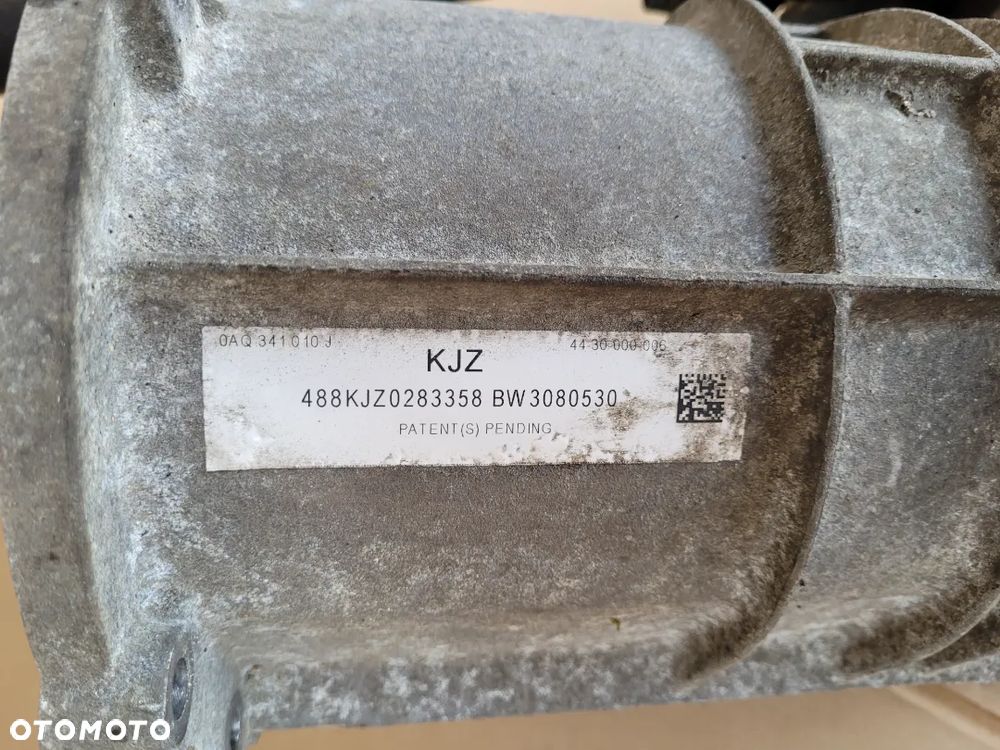 0AQ 341 010 J 44-30-000-006
KJZ
488KJZ0283358 BW3080530
PATENT(S) PENDING
OTOMOTO